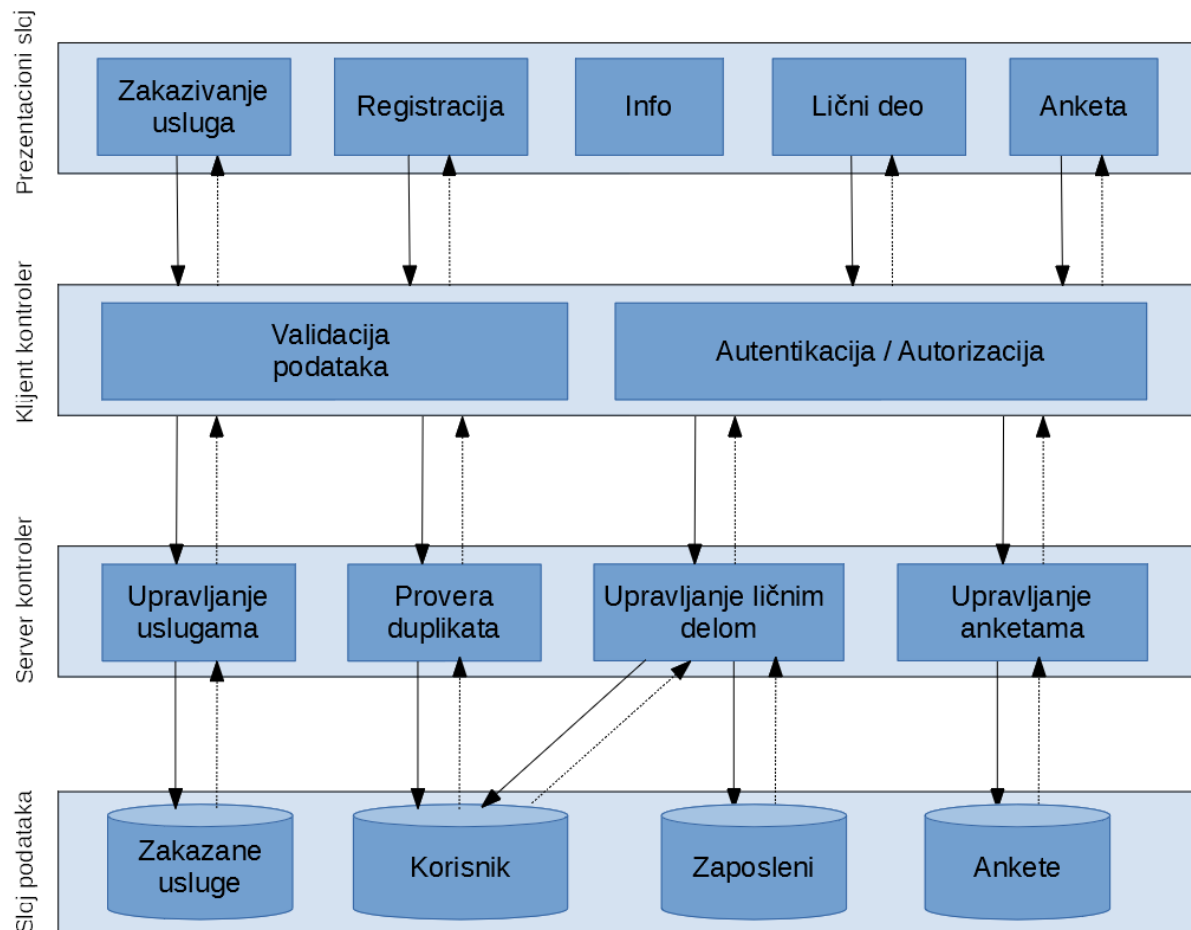 Prezentacioni sloj
Zakazivanje
usluga
Registracija
Info
Lični deo
Anketa
Klijent kontroler
Validacija
podataka
Autentikacija / Autorizacija
Server kontroler
Upravljanje
uslugama
Provera
duplikata
Upravljanje ličnim
delom
Upravljanje
anketama
Sloj podataka
Zakazane
usluge
Korisnik
Zaposleni
Ankete